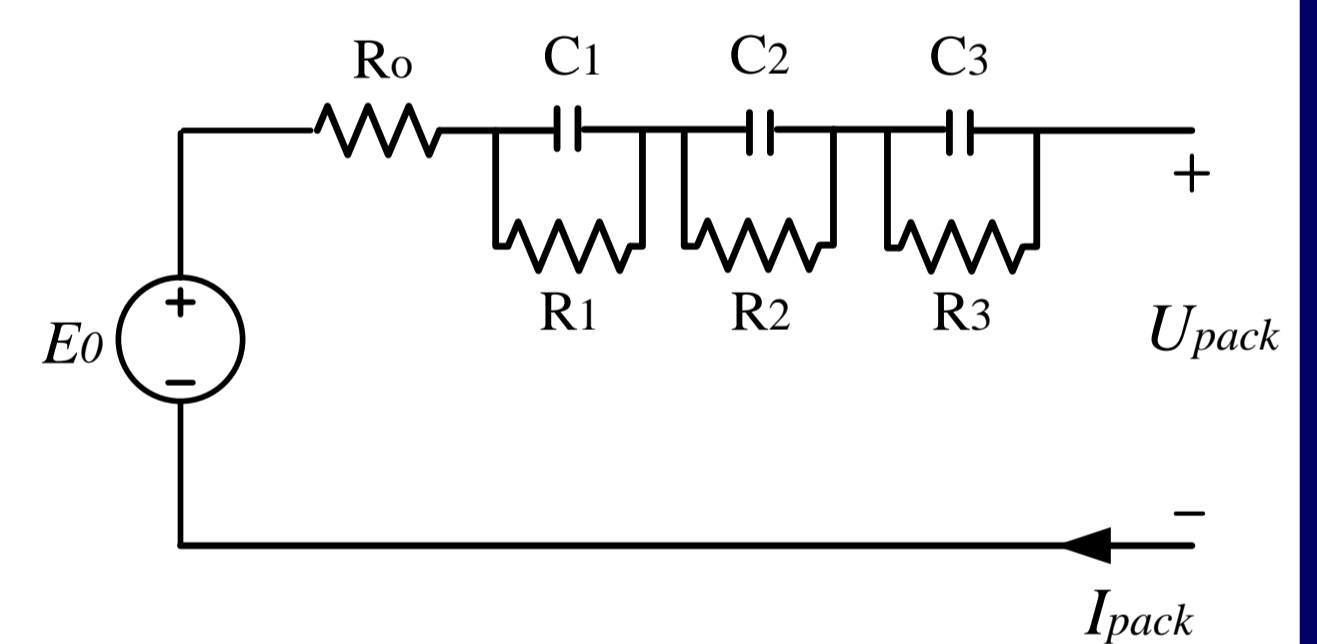 Ro C1 C2 C3
+
R1 R2 R3
+
E0
Upack
−
−
Ipack